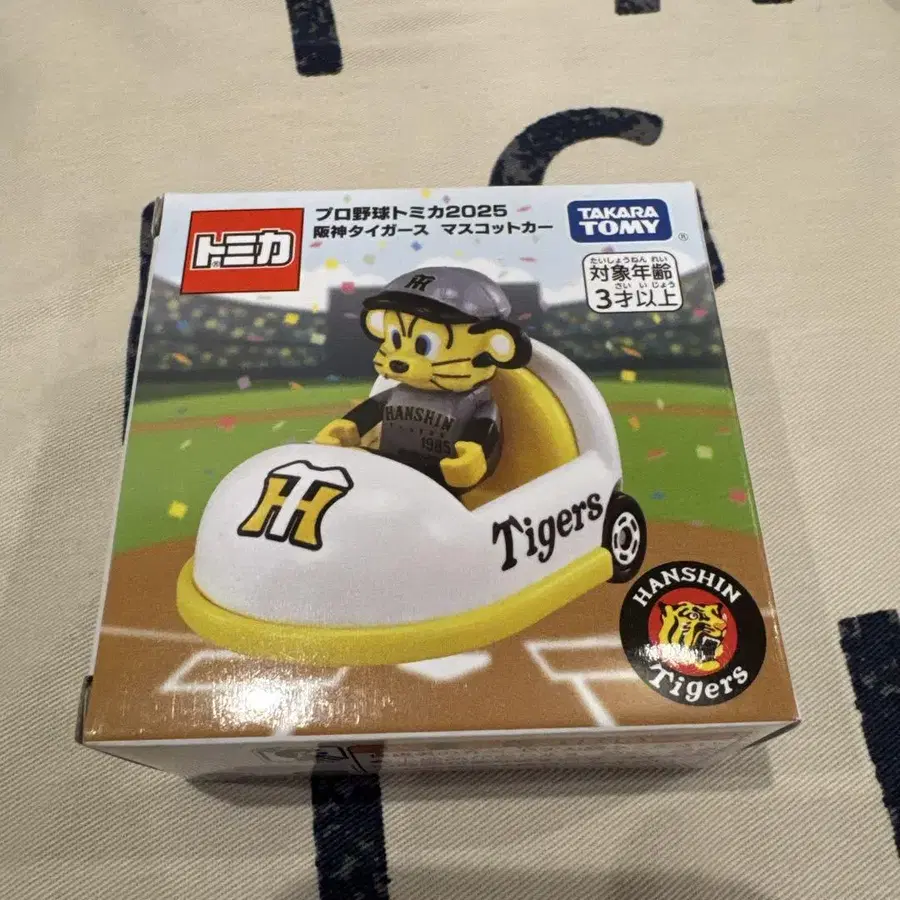 トミカ
プロ野球トミカ2025
阪神タイガース マスコットカー
TAKARA
TOMY
®
たいしょうねんれい
対象年齢
さいいじょう
3才以上
HANSHIN
TIGERS
1985
Tigers
HANSHIN
Tigers